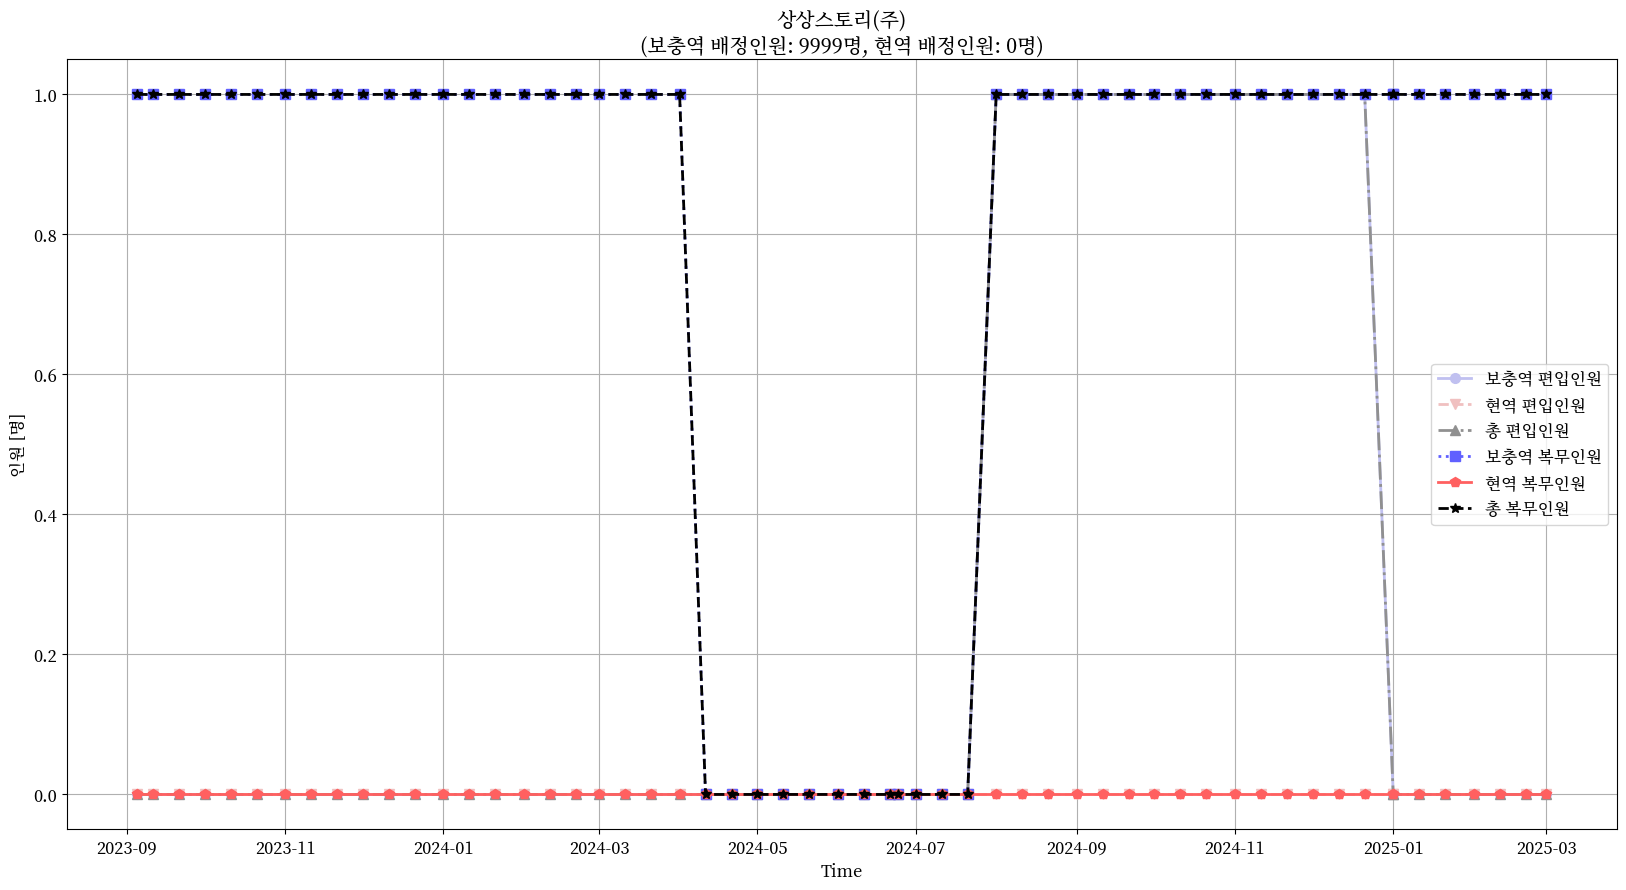 상상스토리(주)
(보충역 배정인원: 9999명, 현역 배정인원: 0명)
1.0
0.8
0.6
0.4
0.2
0.0
인원 [명]
보충역 편입인원
현역 편입인원
총 편입인원
보충역 복무인원
현역 복무인원
총 복무인원
2023-09 2023-11 2024-01 2024-03 2024-05 2024-07 2024-09 2024-11 2025-01 2025-03
Time